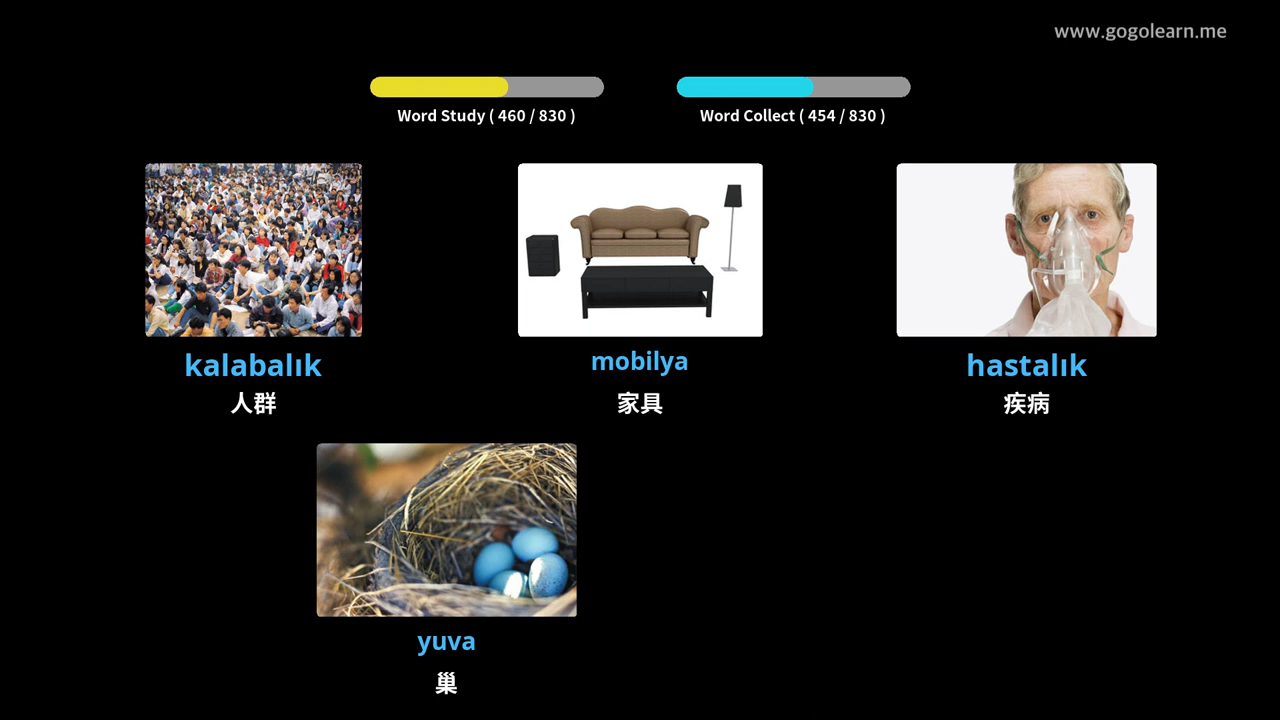 www.gogolearn.me
Word Study ( 460 / 830 )
Word Collect ( 454 / 830 )
kalabalık
人群
mobilya
家具
hastalık
疾病
yuva
巢